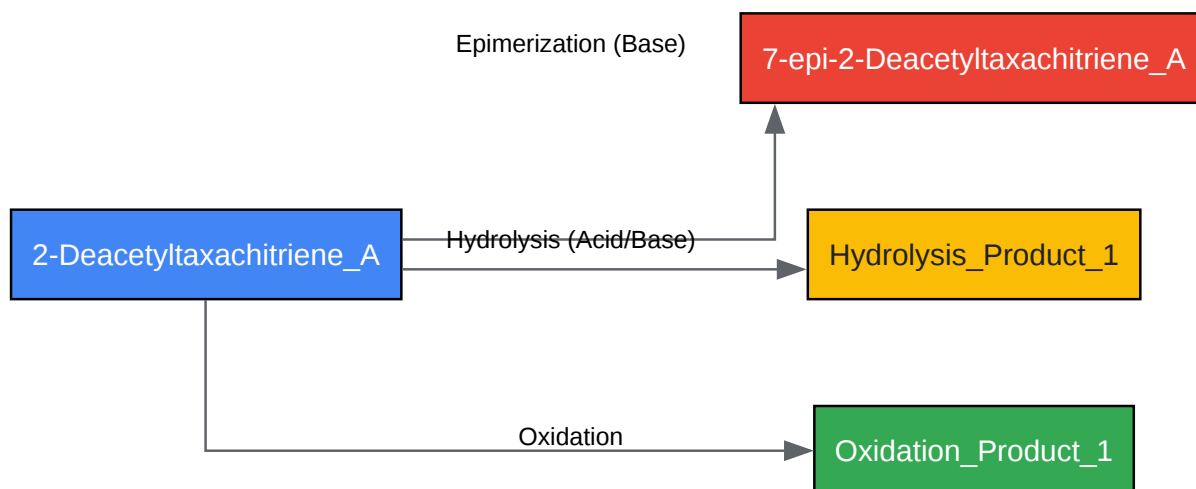 Epimerization (Base)
7-epi-2-Deacetyltaxachitriene_A
2-Deacetyltaxachitriene_A
Hydrolysis (Acid/Base)
Hydrolysis_Product_1
Oxidation
Oxidation_Product_1